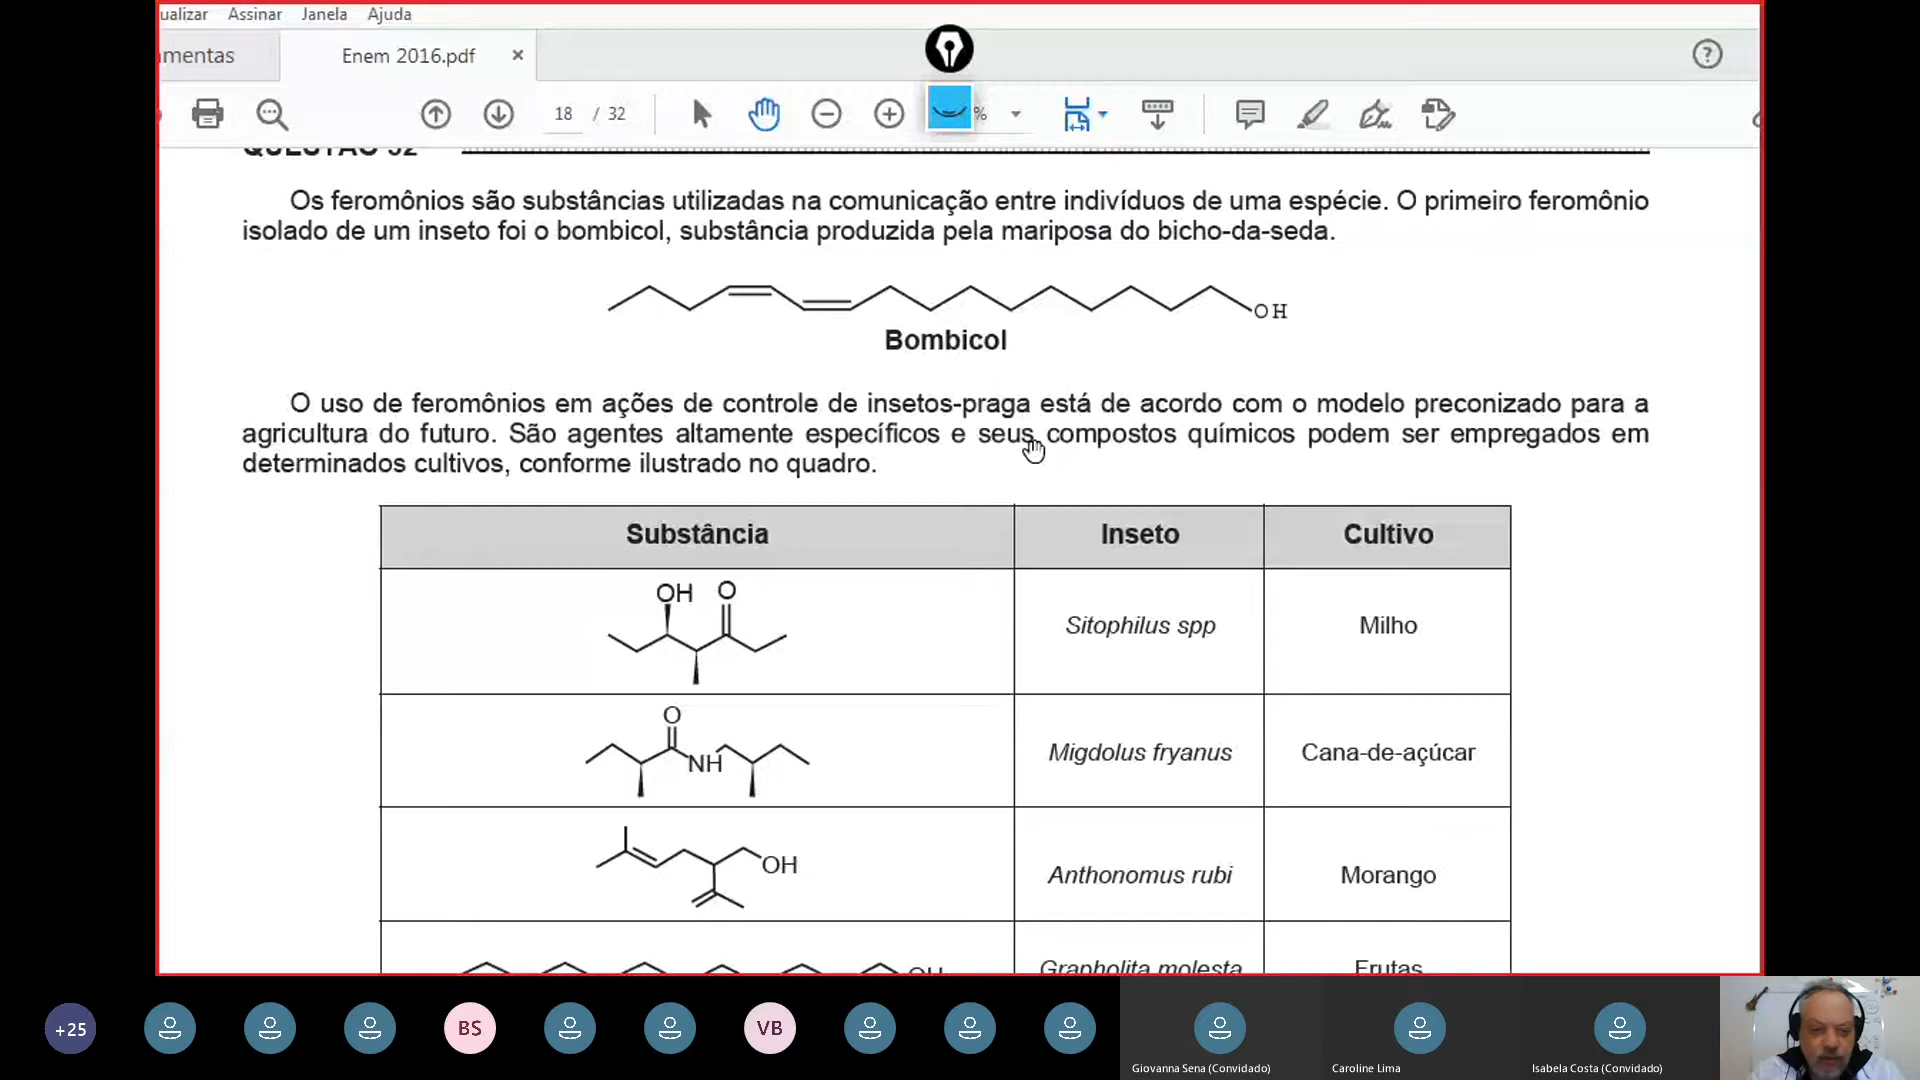 ualizar Assinar Janela Ajuda
amentas Enem 2016.pdf ×
18 / 32 %
QUESTÃO 52
Os feromônios são substâncias utilizadas na comunicação entre indivíduos de uma espécie. O primeiro feromônio
isolado de um inseto foi o bombicol, substância produzida pela mariposa do bicho-da-seda.
OH
Bombicol
O uso de feromônios em ações de controle de insetos-praga está de acordo com o modelo preconizado para a
agricultura do futuro. São agentes altamente específicos e seus compostos químicos podem ser empregados em
determinados cultivos, conforme ilustrado no quadro.
Substância Inseto Cultivo
OH O
Sitophilus spp Milho
O
NH
Migdolus fryanus Cana-de-açúcar
OH
Anthonomus rubi Morango
OH
Grapholita molesta Frutas
+25 BS VB
Giovanna Sena (Convidado) Caroline Lima Isabela Costa (Convidado)